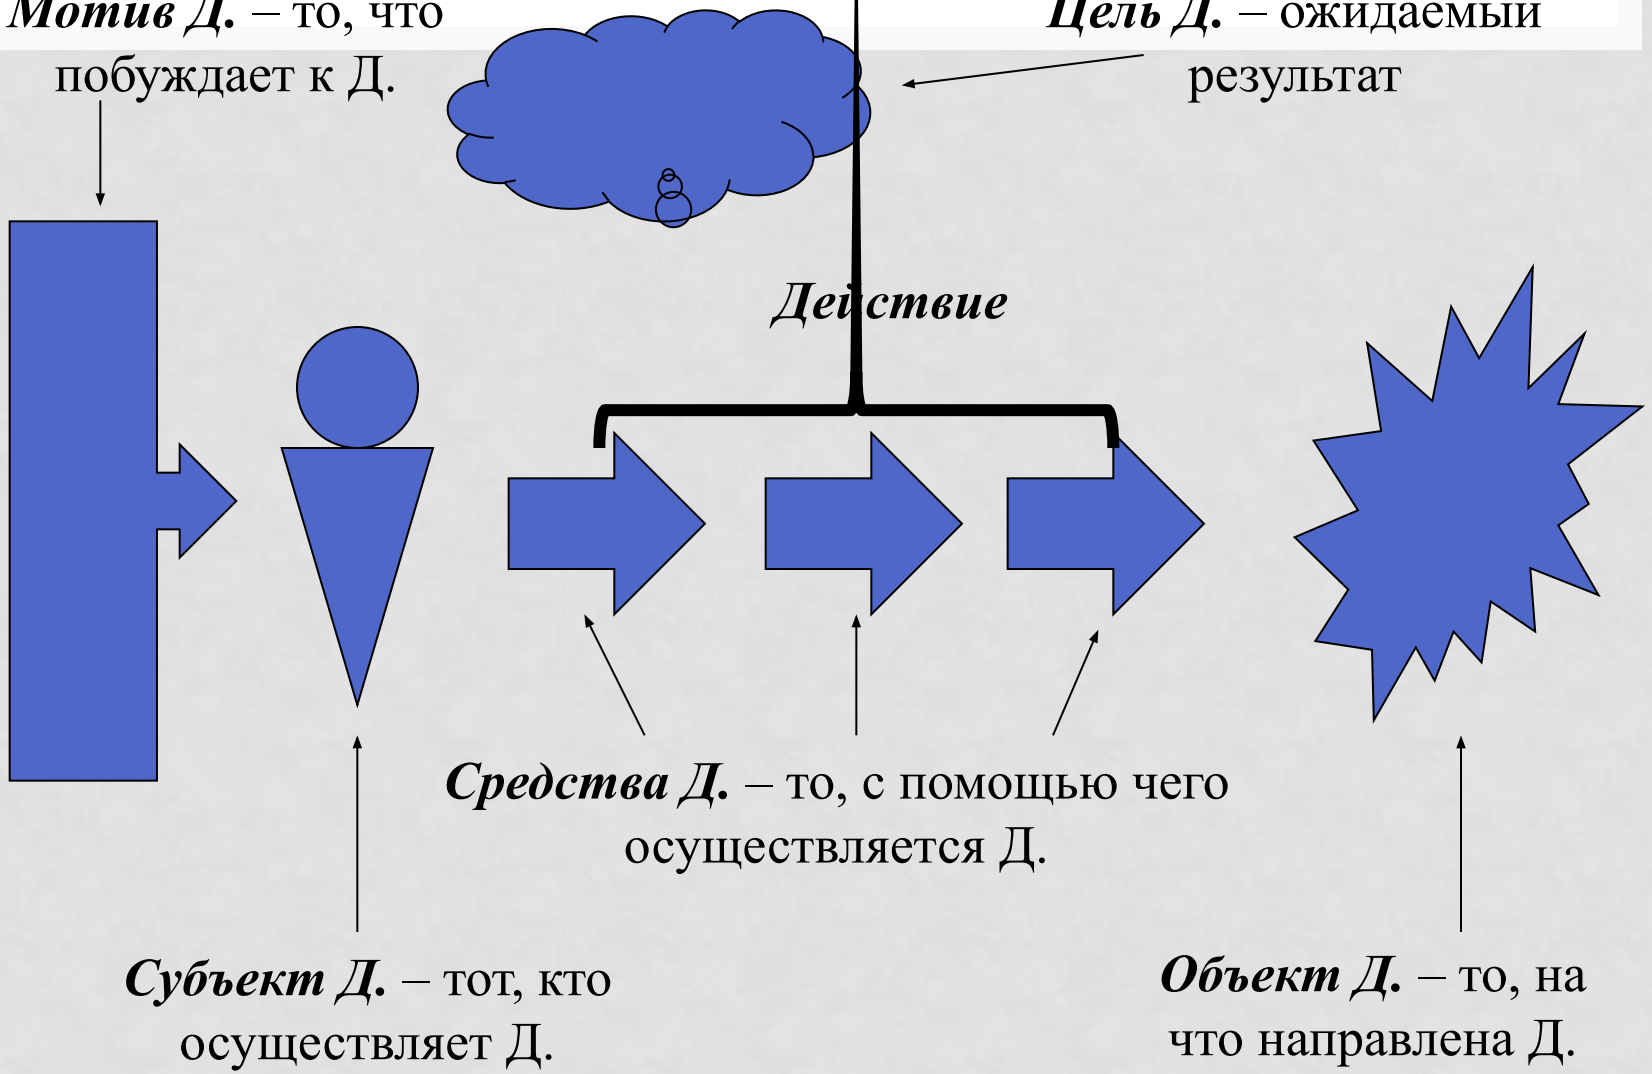 Мотив Д. – то, что
побуждает к Д.
Цель Д. – ожидаемый
результат
Действие
Средства Д. – то, с помощью чего
осуществляется Д.
Субъект Д. – тот, кто
осуществляет Д.
Объект Д. – то, на
что направлена Д.